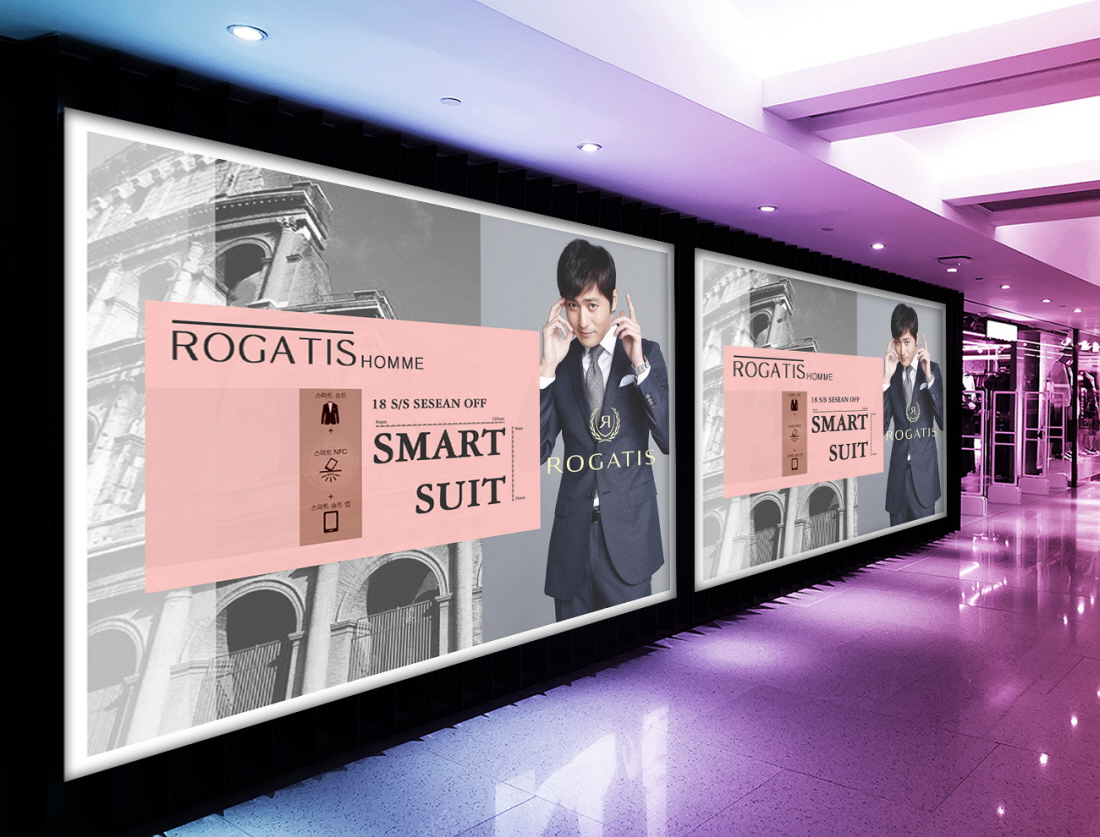 ROGATIS HOMME
스마트 슈트
+
스마트 NFC
+
스마트 슈트 앱
18 S/S SESEAN OFF
SMART
SUIT
R
ROGATIS
ROGATIS HOMME
18 S/S SESEAN OFF
SMART
SUIT
R
ROGATIS